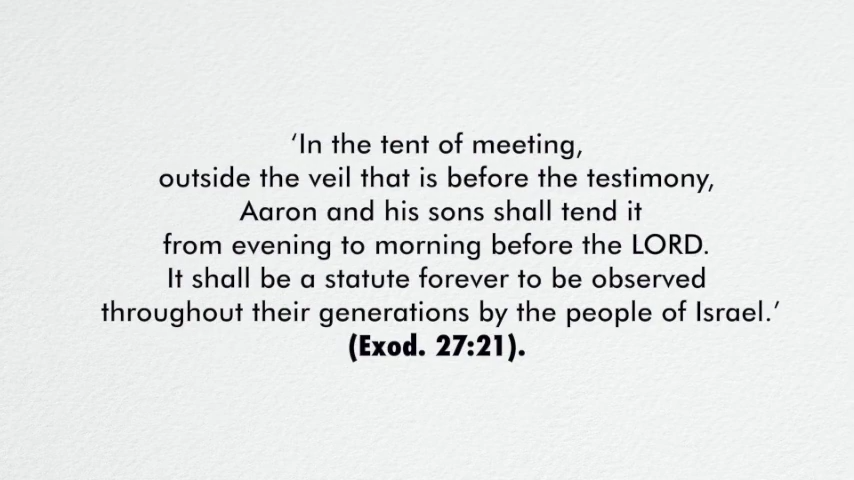 ‘In the tent of meeting,
outside the veil that is before the testimony,
Aaron and his sons shall tend it
from evening to morning before the LORD.
It shall be a statute forever to be observed
throughout their generations by the people of Israel.’
(Exod. 27:21).